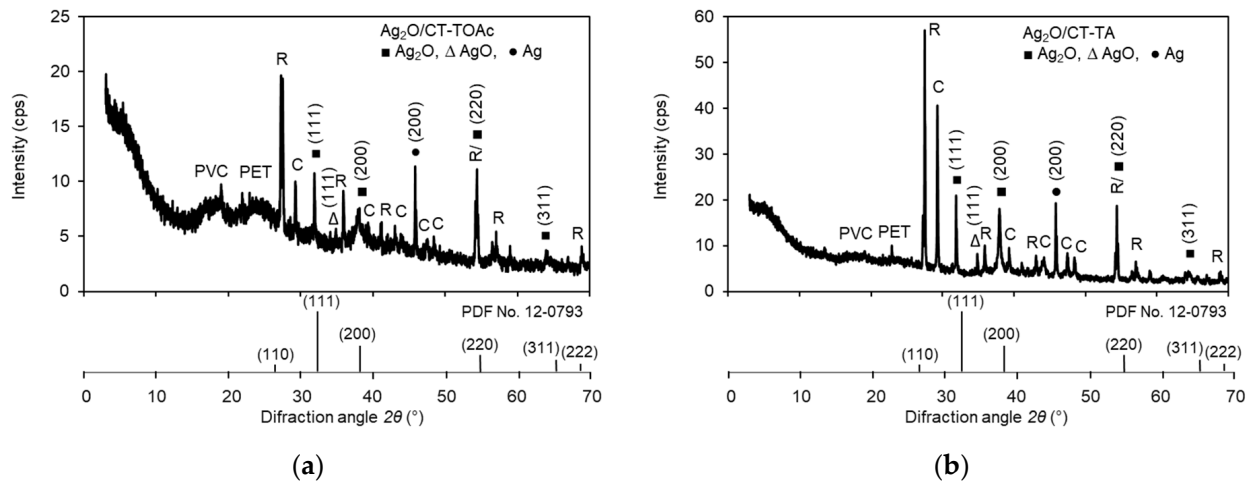 25
20
15
10
5
0
Intensity (cps)
Ag₂O/CT-TOAc
■ Ag₂O, Δ AgO, ● Ag
PVC
PET
R
C
■ (111)
Δ (111)
R
■ (200)
C
R
C
● (200)
C
C
R/ ■ (220)
R
■ (311)
R
PDF No. 12-0793
(110)
(111)
(200)
(220)
(311)
(222)
0 10 20 30 40 50 60 70
Difraction angle 2θ (°)
(a)
60
50
40
30
20
10
0
Intensity (cps)
Ag₂O/CT-TA
■ Ag₂O, Δ AgO, ● Ag
PVC
PET
R
C
■ (111)
Δ (111)
R
■ (200)
C
R
C
● (200)
C
C
R/ ■ (220)
R
■ (311)
R
PDF No. 12-0793
(110)
(111)
(200)
(220)
(311)
(222)
0 10 20 30 40 50 60 70
Difraction angle 2θ (°)
(b)